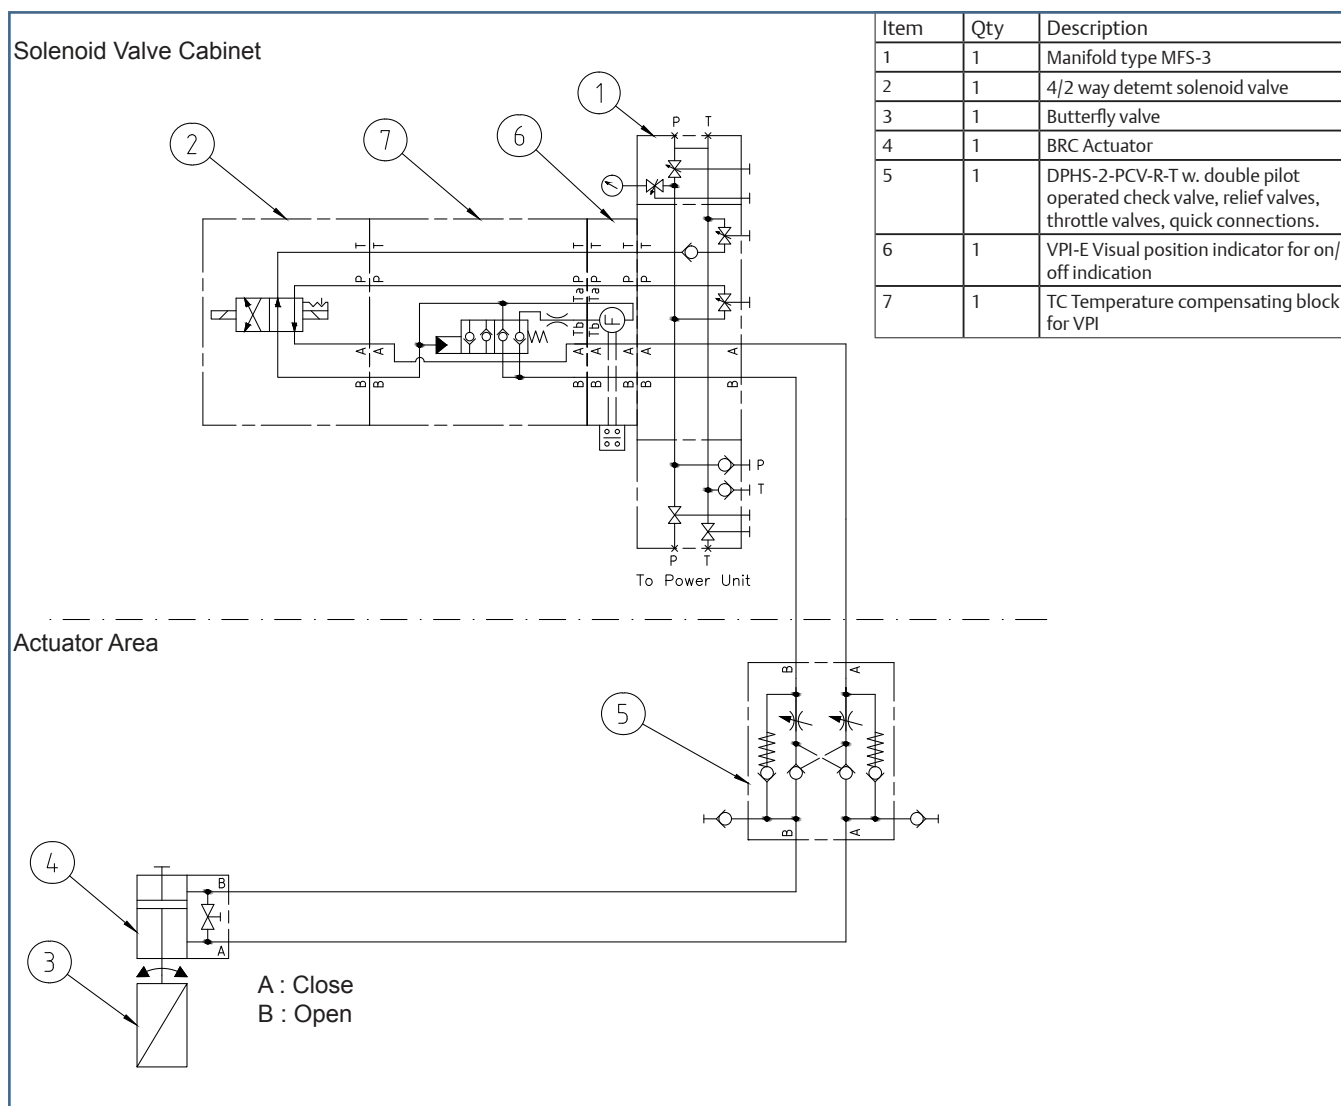 Solenoid Valve Cabinet
Item Qty Description
1 1 Manifold type MFS-3
2 1 4/2 way detemt solenoid valve
3 1 Butterfly valve
4 1 BRC Actuator
5 1 DPHS-2-PCV-R-T w. double pilot
operated check valve, relief valves,
throttle valves, quick connections.
6 1 VPI-E Visual position indicator for on/
off indication
7 1 TC Temperature compensating block
for VPI
1
2
7
6
P T
T T T T P T
P P P P
Ta Ta
F
Tb Tb
A A A A A A A
B B B B B B B
P
T
P T
To Power Unit
Actuator Area
B A
5
B A
4
B
A
3
A : Close
B : Open